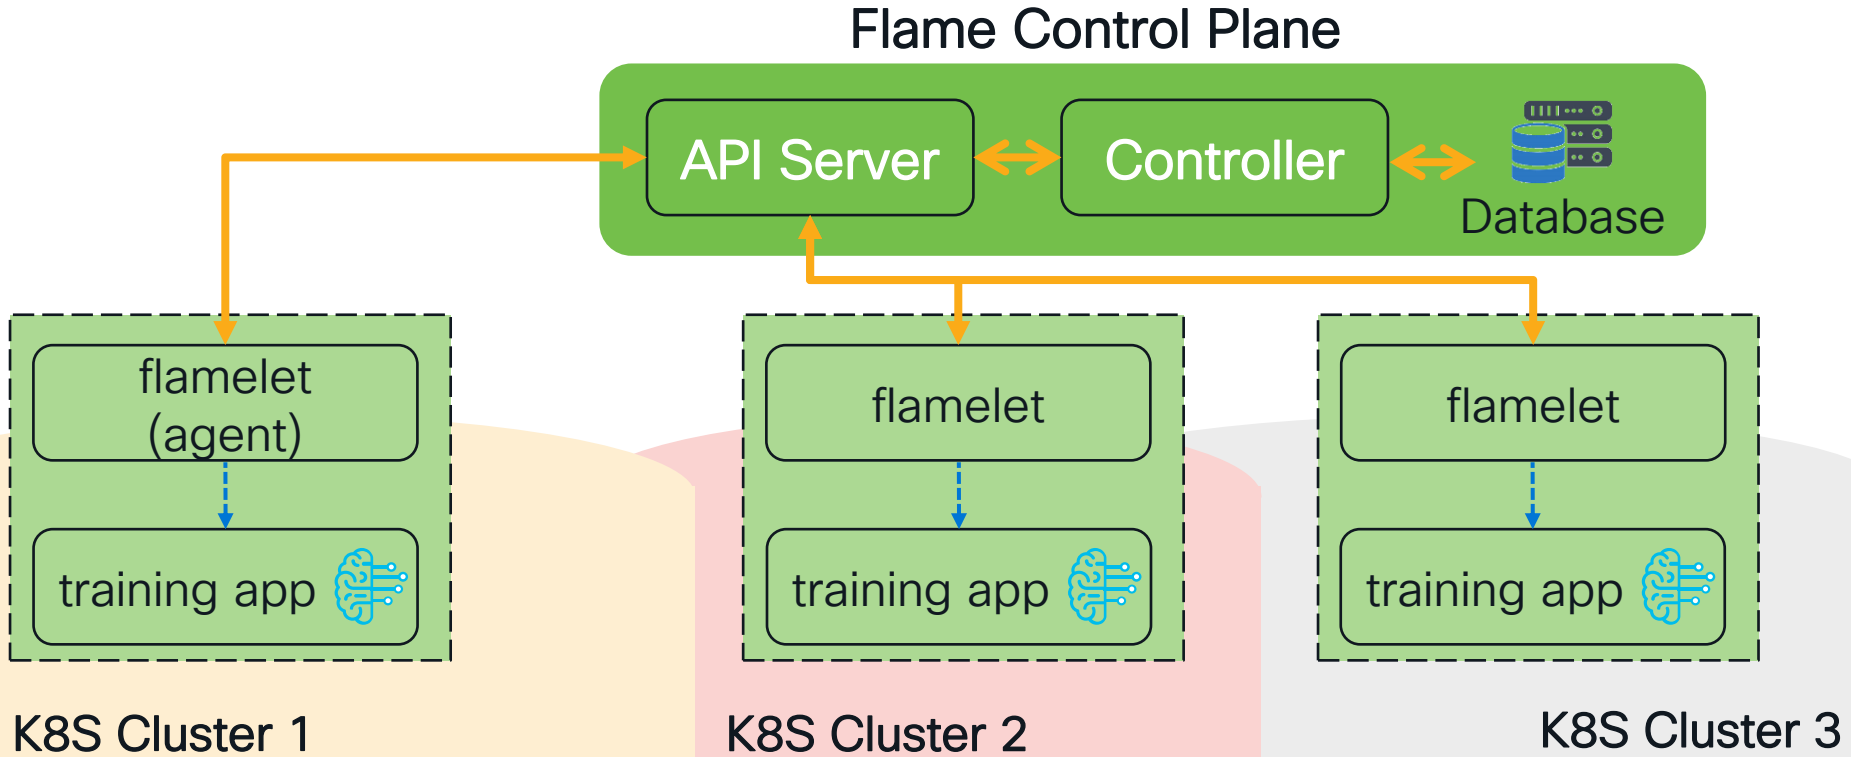 Flame Control Plane
API Server
Controller
Database
flamelet
(agent)
training app
flamelet
training app
flamelet
training app
K8S Cluster 1
K8S Cluster 2
K8S Cluster 3